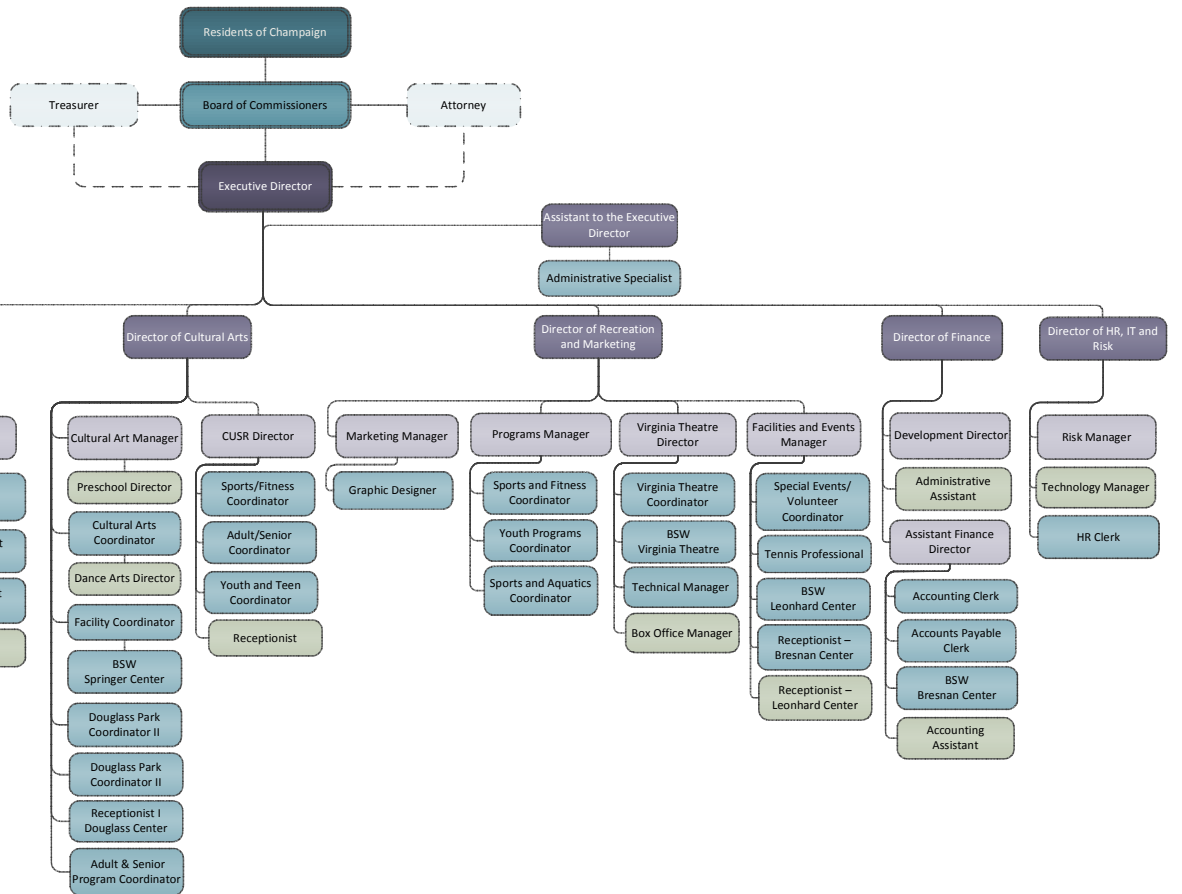 Residents of Champaign
Treasurer
Board of Commissioners
Attorney
Executive Director
Assistant to the Executive
Director
Administrative Specialist
Director of Cultural Arts
Director of Recreation
and Marketing
Director of Finance
Director of HR, IT and
Risk
Cultural Art Manager
Preschool Director
Cultural Arts
Coordinator
Dance Arts Director
Facility Coordinator
BSW
Springer Center
Douglass Park
Coordinator II
Douglass Park
Coordinator II
Receptionist I
Douglass Center
Adult & Senior
Program Coordinator
CUSR Director
Sports/Fitness
Coordinator
Adult/Senior
Coordinator
Youth and Teen
Coordinator
Receptionist
Marketing Manager
Graphic Designer
Programs Manager
Sports and Fitness
Coordinator
Youth Programs
Coordinator
Sports and Aquatics
Coordinator
Virginia Theatre
Director
Virginia Theatre
Coordinator
BSW
Virginia Theatre
Technical Manager
Box Office Manager
Facilities and Events
Manager
Special Events/
Volunteer
Coordinator
Tennis Professional
BSW
Leonhard Center
Receptionist –
Bresnan Center
Receptionist –
Leonhard Center
Development Director
Administrative
Assistant
Assistant Finance
Director
Accounting Clerk
Accounts Payable
Clerk
BSW
Bresnan Center
Accounting
Assistant
Risk Manager
Technology Manager
HR Clerk